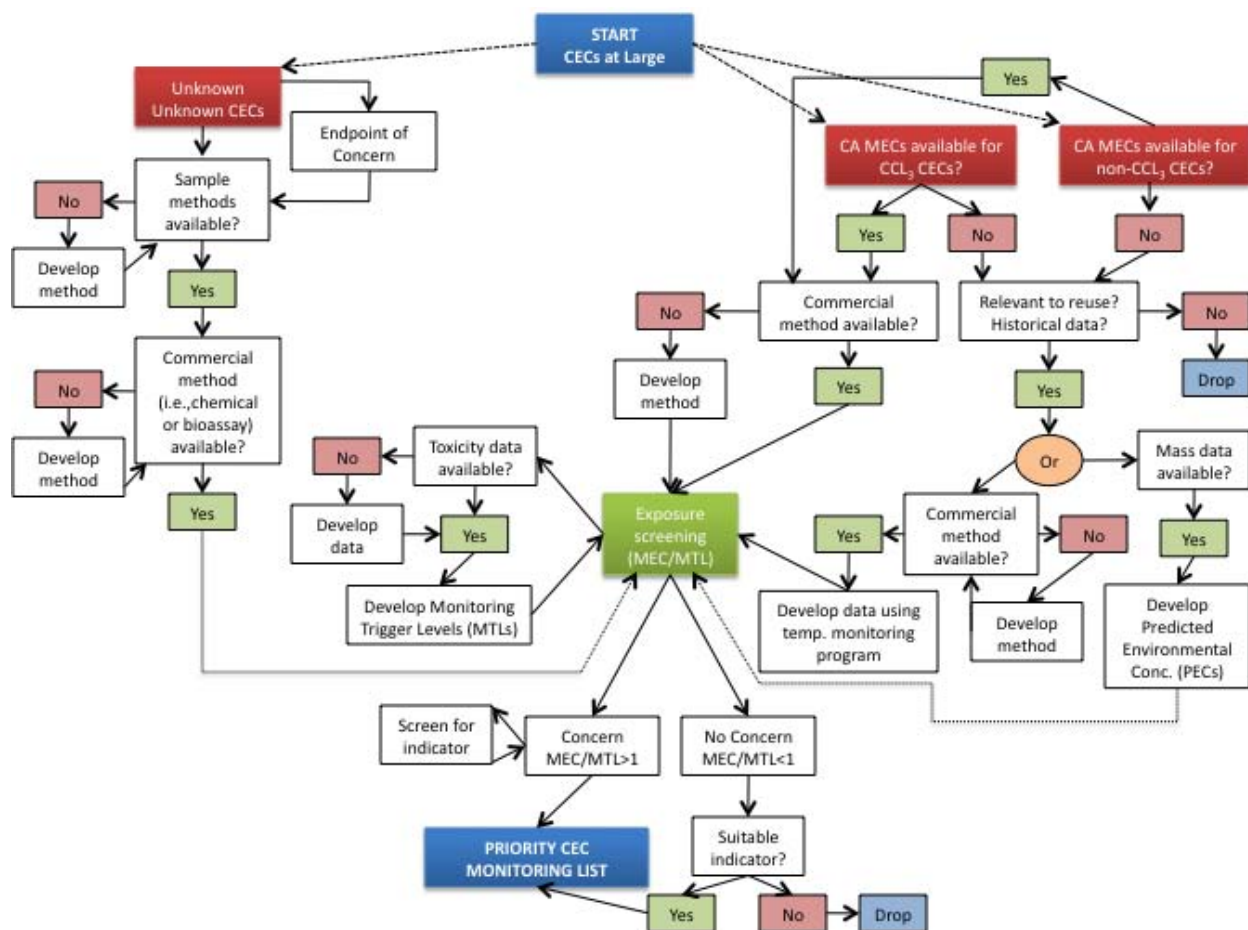 START
CECs at Large
Unknown
Unknown CECs
Endpoint of
Concern
Sample
methods
available?
No
Develop
method
Yes
Commercial
method
(i.e.,chemical
or bioassay)
available?
No
Develop
method
Yes
Yes
CA MECs available for
CCL3 CECs?
CA MECs available for
non-CCL3 CECs?
Yes
No
No
Commercial
method available?
No
Develop
method
Yes
Relevant to reuse?
Historical data?
No
Drop
Yes
Or
Mass data
available?
Yes
Develop
Predicted
Environmental
Conc. (PECs)
Commercial
method
available?
No
Develop
method
Yes
Develop data using
temp. monitoring
program
Toxicity data
available?
No
Develop data
Yes
Develop Monitoring
Trigger Levels (MTLs)
Exposure
screening
(MEC/MTL)
Screen for
indicator
Concern
MEC/MTL>1
No Concern
MEC/MTL<1
PRIORITY CEC
MONITORING LIST
Suitable
indicator?
Yes
No
Drop